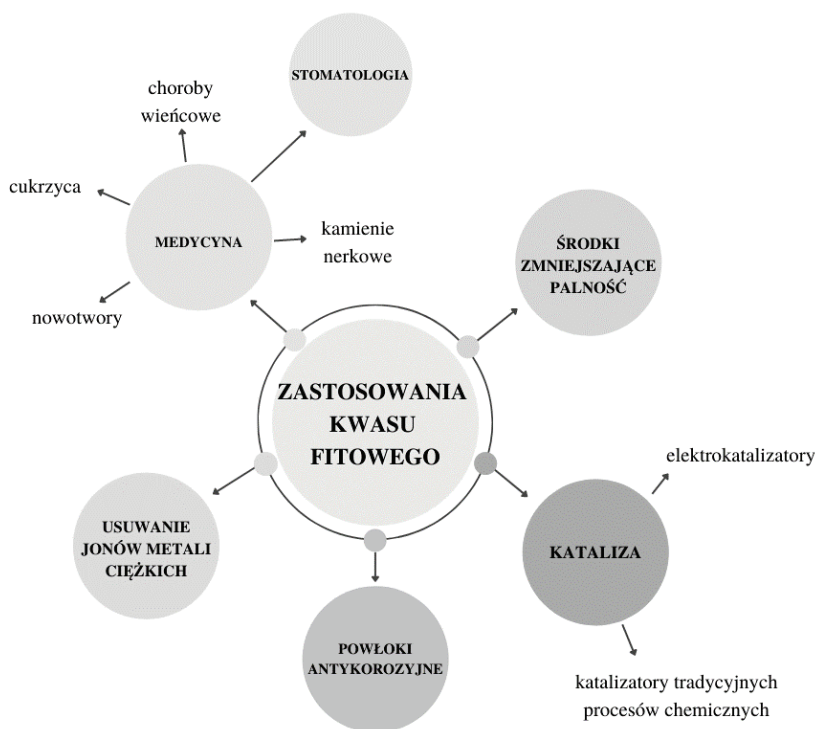 STOMATOLOGIA
choroby
wieńcowe
cukrzyca
MEDYCYNA
kamienie
nerkowe
nowotwory
ŚRODKI
ZMNIEJSZAJĄCE
PALNOŚĆ
ZASTOSOWANIA
KWASU
FITOWEGO
elektrokatalizatory
USUWANIE
JONÓW METALI
CIĘŻKICH
KATALIZA
POWŁOKI
ANTYKOROZYJNE
katalizatory tradycyjnych
procesów chemicznych